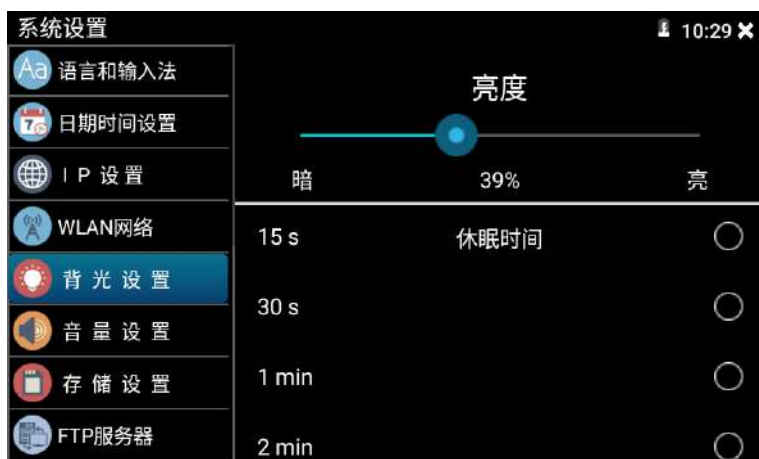 系统设置
10:29
Aa 语言和输入法
7 日期时间设置
I P 设 置
WLAN网络
背 光 设 置
音 量 设 置
存 储 设 置
FTP服务器
亮度
暗 39% 亮
15 s 休眠时间
30 s
1 min
2 min